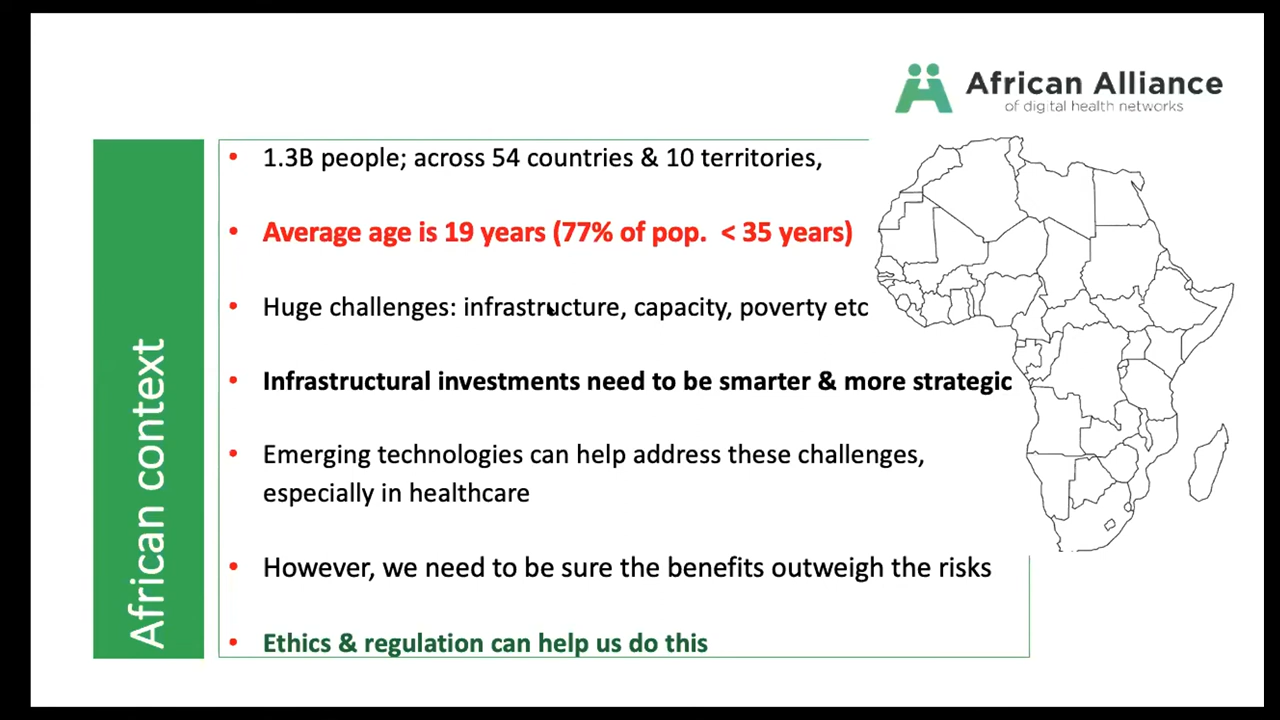 African Alliance
of digital health networks
African context
• 1.3B people; across 54 countries & 10 territories,
• Average age is 19 years (77% of pop. < 35 years)
• Huge challenges: infrastructure, capacity, poverty etc
• Infrastructural investments need to be smarter & more strategic
• Emerging technologies can help address these challenges,
especially in healthcare
• However, we need to be sure the benefits outweigh the risks
• Ethics & regulation can help us do this